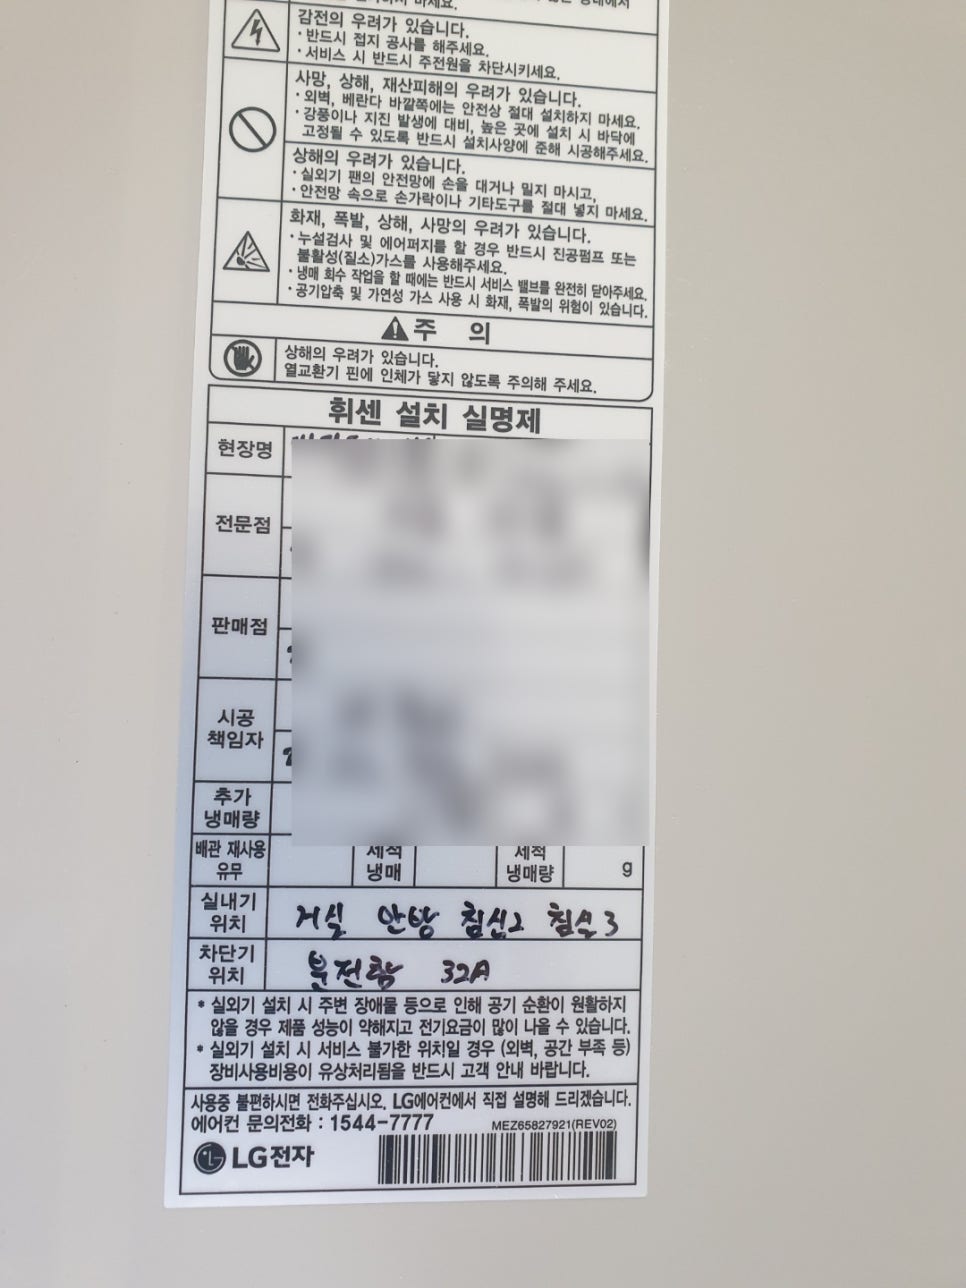 감전의 우려가 있습니다.
· 반드시 접지 공사를 해주세요.
· 서비스 시 반드시 주전원을 차단시키세요.
사망, 상해, 재산피해의 우려가 있습니다.
· 외벽, 베란다 바깥쪽에는 안전상 절대 설치하지 마세요.
· 강풍이나 지진 발생에 대비, 높은 곳에 설치 시 바닥에
고정될 수 있도록 반드시 설치사양에 준해 시공해주세요.
상해의 우려가 있습니다.
· 실외기 팬의 안전망에 손을 대거나 밀지 마시고,
· 안전망 속으로 손가락이나 기타도구를 절대 넣지 마세요.
화재, 폭발, 상해, 사망의 우려가 있습니다.
· 누설검사 및 에어퍼지를 할 경우 반드시 진공펌프 또는
불활성(질소)가스를 사용해주세요.
· 냉매 회수 작업을 할 때에는 반드시 서비스 밸브를 완전히 닫아주세요.
· 공기압축 및 가연성 가스 사용 시 화재, 폭발의 위험이 있습니다.
주 의
상해의 우려가 있습니다.
열교환기 핀에 인체가 닿지 않도록 주의해 주세요.
휘센 설치 실명제
현장명
전문점
판매점
시공
책임자
추가
냉매량
배관 재사용
유무
세척
냉매
세척
냉매량
g
실내기
위치
거실 안방 침실2 침실3
차단기
위치
분전함 32A
* 실외기 설치 시 주변 장애물 등으로 인해 공기 순환이 원활하지
않을 경우 제품 성능이 약해지고 전기요금이 많이 나올 수 있습니다.
* 실외기 설치 시 서비스 불가한 위치일 경우 (외벽, 공간 부족 등)
장비사용비용이 유상처리됨을 반드시 고객 안내 바랍니다.
사용중 불편하시면 전화주십시오. LG에어컨에서 직접 설명해 드리겠습니다.
에어컨 문의전화 : 1544-7777
MEZ65827921(REV02)
LG전자